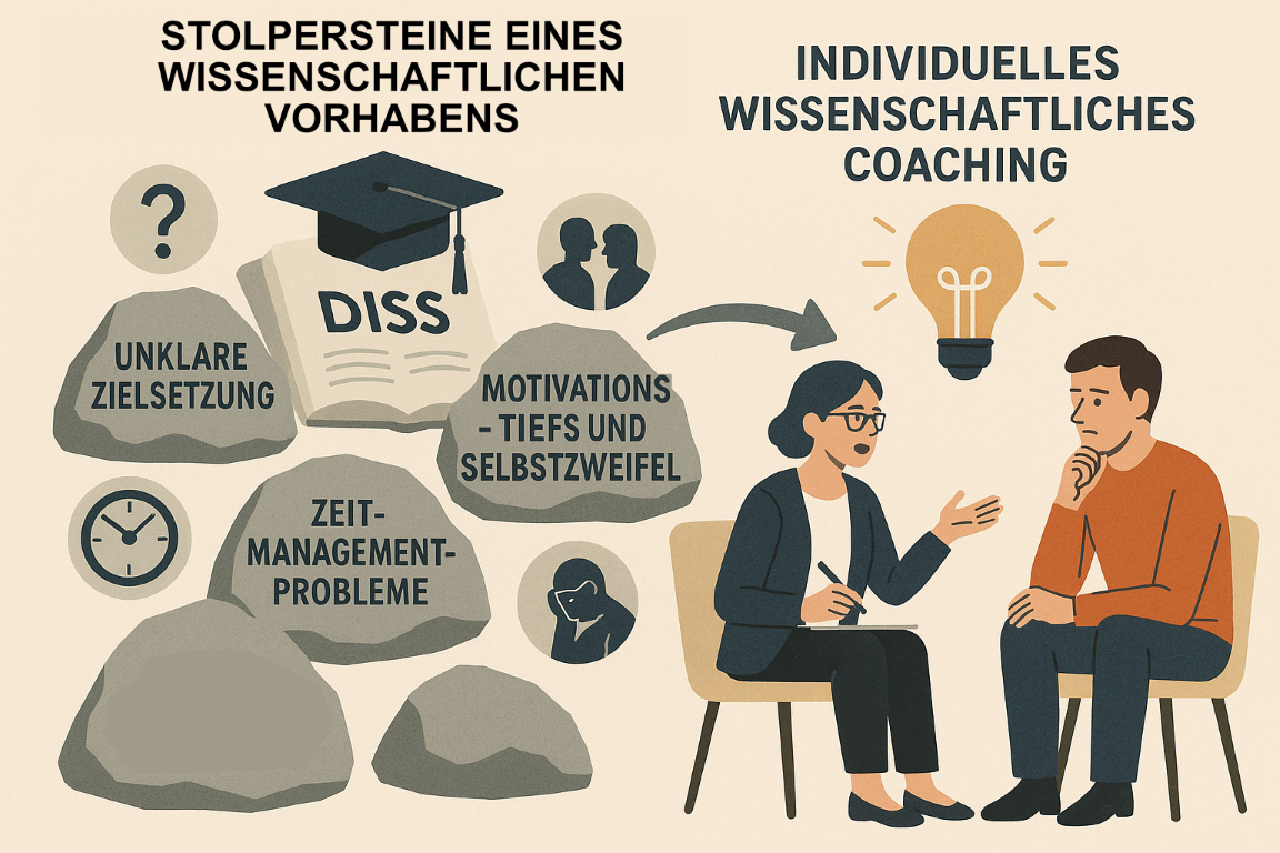 STOLPERSTEINE EINES
WISSENSCHAFTLICHEN
VORHABENS
DISS
UNKLARE
ZIELSETZUNG
MOTIVATIONS
- TIEFS UND
SELBSTZWEIFEL
ZEIT-
MANAGEMENT-
PROBLEME
INDIVIDUELLES
WISSENSCHAFTLICHES
COACHING